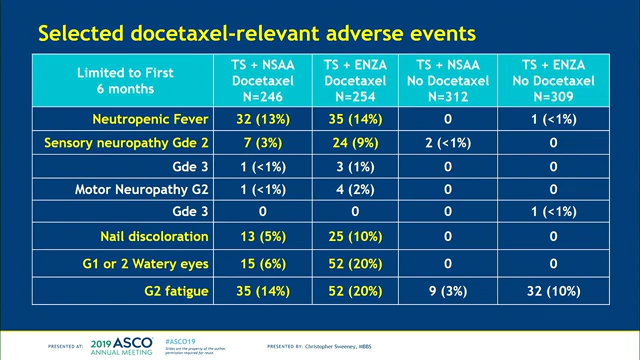 Selected docetaxel-relevant adverse events
Limited to First 6 months | TS + NSAA Docetaxel N=246 | TS + ENZA Docetaxel N=254 | TS + NSAA No Docetaxel N=312 | TS + ENZA No Docetaxel N=309
Neutropenic Fever | 32 (13%) | 35 (14%) | 0 | 1 (<1%)
Sensory neuropathy Gde 2 | 7 (3%) | 24 (9%) | 2 (<1%) | 0
Gde 3 | 1 (<1%) | 3 (1%) | 0 | 0
Motor Neuropathy G2 | 1 (<1%) | 4 (2%) | 0 | 0
Gde 3 | 0 | 0 | 0 | 1 (<1%)
Nail discoloration | 13 (5%) | 25 (10%) | 0 | 0
G1 or 2 Watery eyes | 15 (6%) | 52 (20%) | 0 | 0
G2 fatigue | 35 (14%) | 52 (20%) | 9 (3%) | 32 (10%)
PRESENTED AT: 2019 ASCO ANNUAL MEETING
#ASCO19
Slides are the property of the author, permission required for reuse.
PRESENTED BY: Christopher Sweeney, MBBS